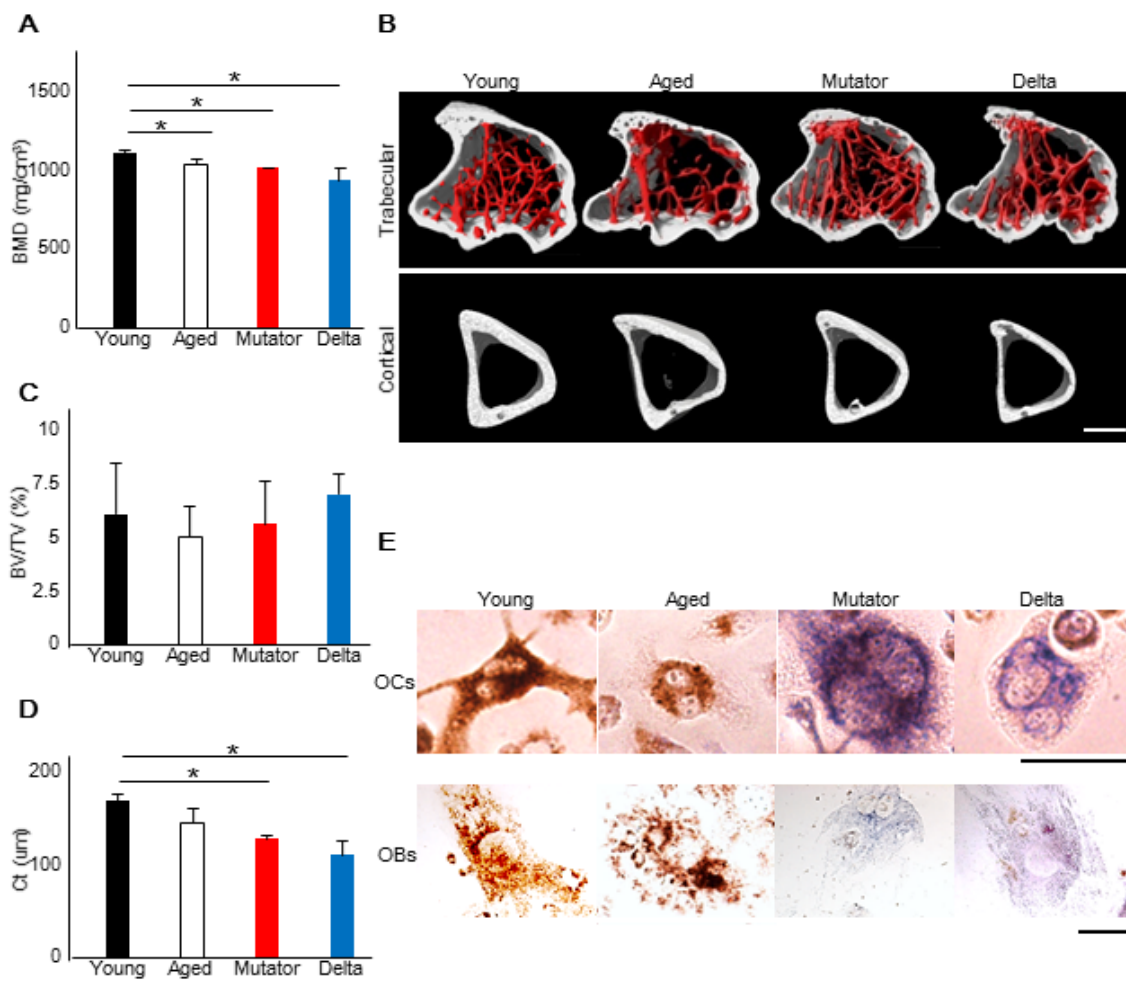 A
BMD (mg/cm³)
1500
1000
500
0
*
*
*
Young Aged Mutator Delta
B
Young Aged Mutator Delta
Trabecular
Cortical
C
BV/TV (%)
10
7.5
5
2.5
0
Young Aged Mutator Delta
D
Ct (um)
200
100
0
*
*
Young Aged Mutator Delta
E
Young Aged Mutator Delta
OCs
OBs